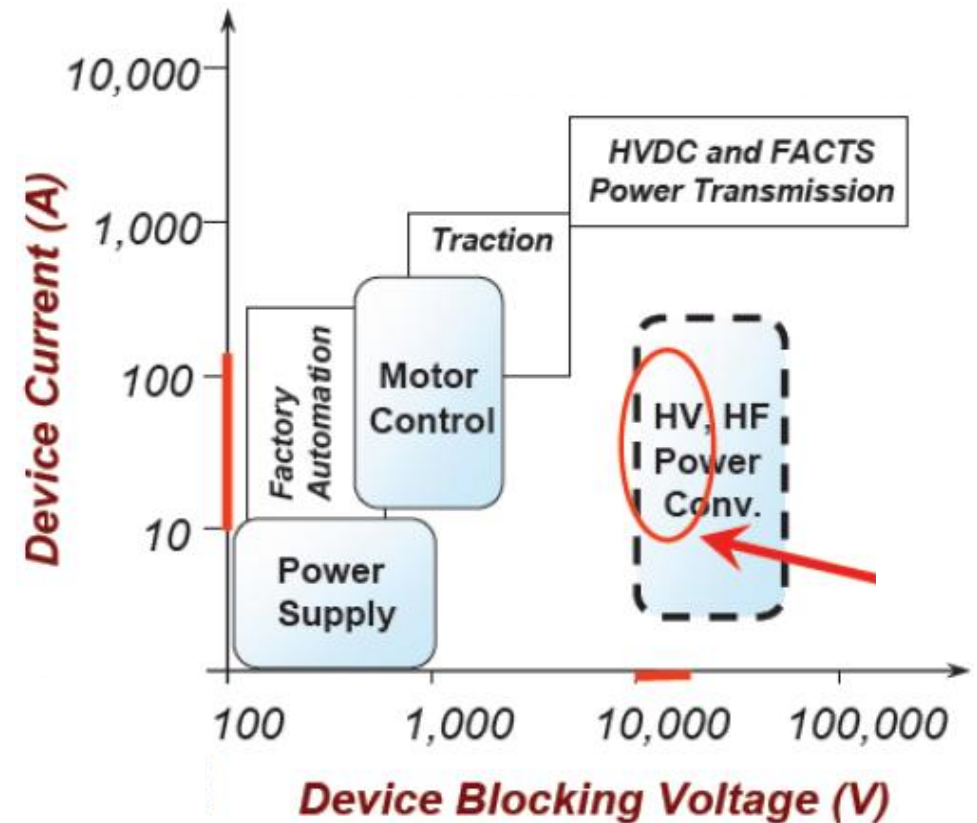 10,000
1,000
100
10
Device Current (A)
HVDC and FACTS
Power Transmission
Traction
Factory
Automation
Motor
Control
HV, HF
Power
Conv.
Power
Supply
100
1,000
10,000
100,000
Device Blocking Voltage (V)